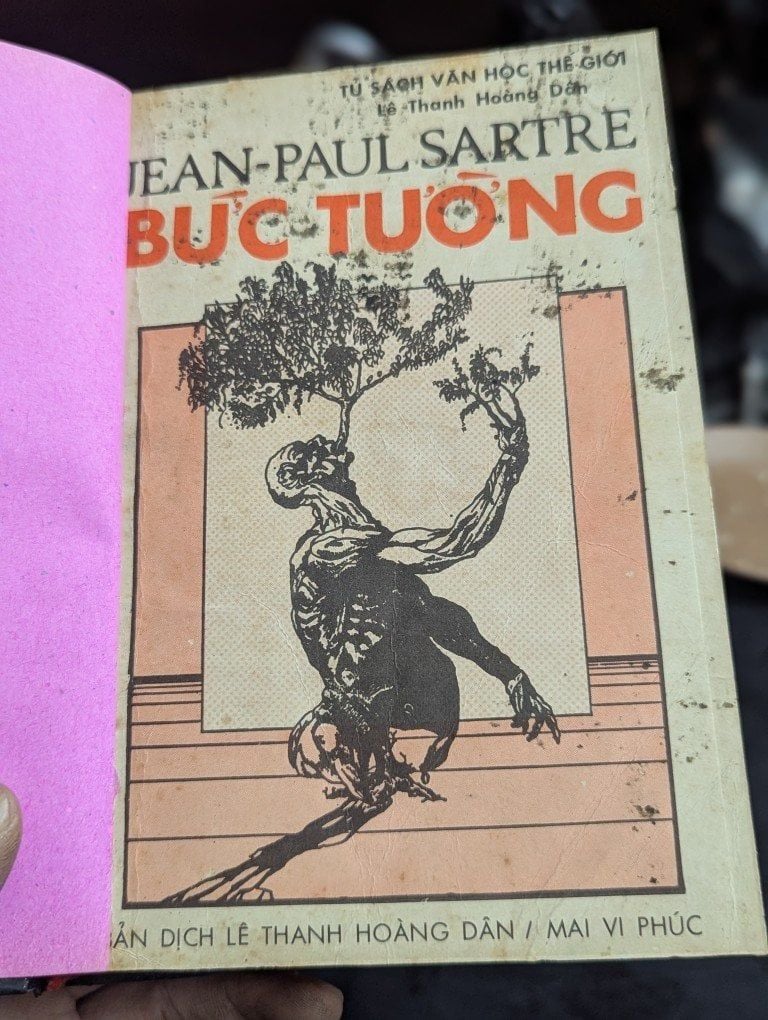 TỦ SÁCH VĂN HỌC THẾ GIỚI
Lê Thanh Hoàng Dân
JEAN-PAUL SARTRE
BỨC TƯỜNG
BẢN DỊCH LÊ THANH HOÀNG DÂN / MAI VI PHÚC